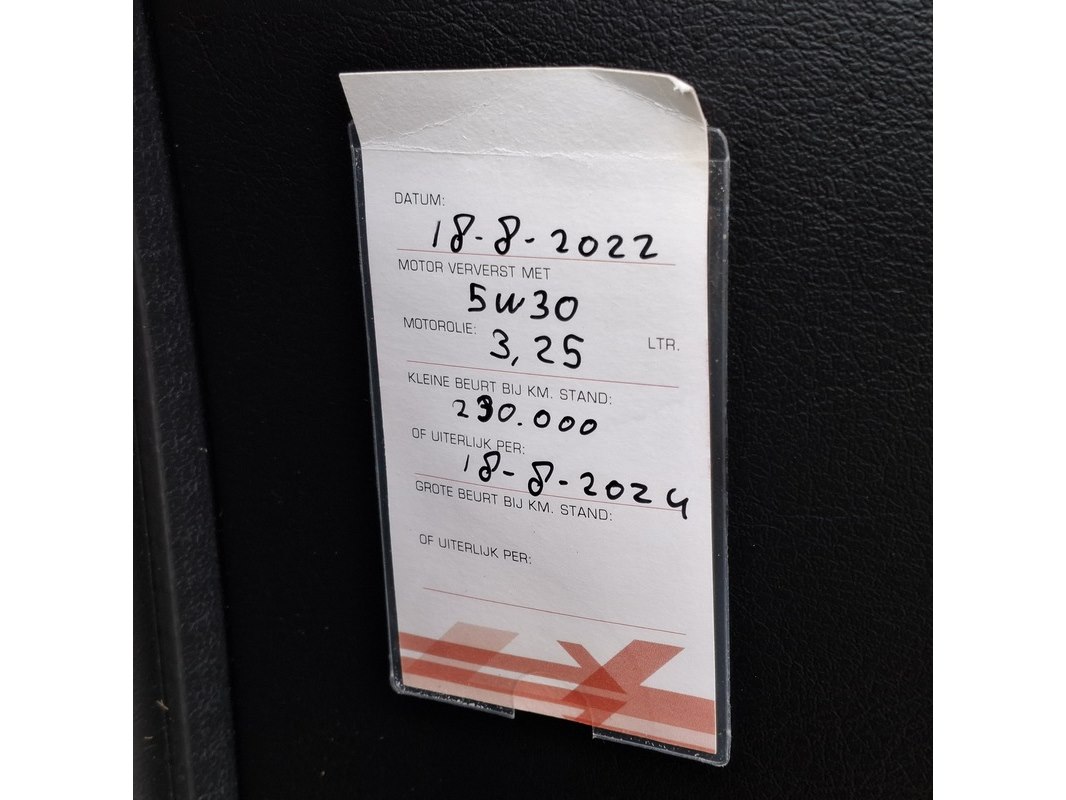 DATUM:
18-8-2022
MOTOR VERVERST MET
5W30
MOTOROLIE: 3,25 LTR.
KLEINE BEURT BIJ KM. STAND:
230.000
OF UITERLIJK PER:
18-8-2024
GROTE BEURT BIJ KM. STAND:
OF UITERLIJK PER: